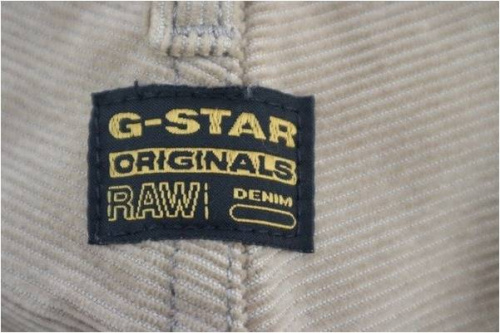 G-STAR
ORIGINALS
RAW DENIM